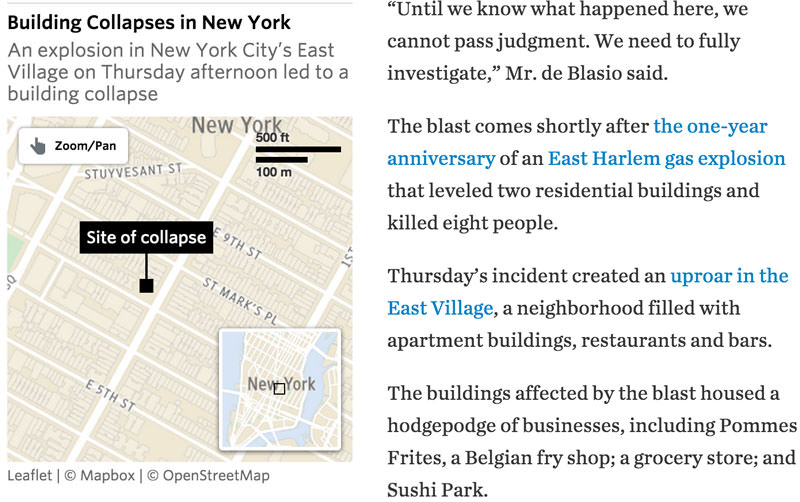 Building Collapses in New York
An explosion in New York City’s East
Village on Thursday afternoon led to a
building collapse
New York
Zoom/Pan
500 ft
100 m
STUYVESANT ST
Site of collapse
E 9TH ST
1ST
SQ
ST MARK'S PL
New York
E 5TH ST
Leaflet | © Mapbox | © OpenStreetMap
“Until we know what happened here, we
cannot pass judgment. We need to fully
investigate,” Mr. de Blasio said.
The blast comes shortly after the one-year
anniversary of an East Harlem gas explosion
that leveled two residential buildings and
killed eight people.
Thursday’s incident created an uproar in the
East Village, a neighborhood filled with
apartment buildings, restaurants and bars.
The buildings affected by the blast housed a
hodgepodge of businesses, including Pommes
Frites, a Belgian fry shop; a grocery store; and
Sushi Park.